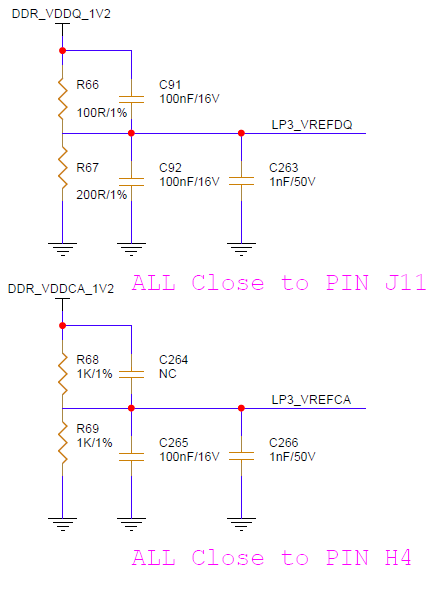 DDR_VDDQ_1V2
R66
100R/1%
C91
100nF/16V
LP3_VREFDQ
R67
200R/1%
C92
100nF/16V
C263
1nF/50V
ALL Close to PIN J11
DDR_VDDCA_1V2
R68
1K/1%
C264
NC
LP3_VREFCA
R69
1K/1%
C265
100nF/16V
C266
1nF/50V
ALL Close to PIN H4